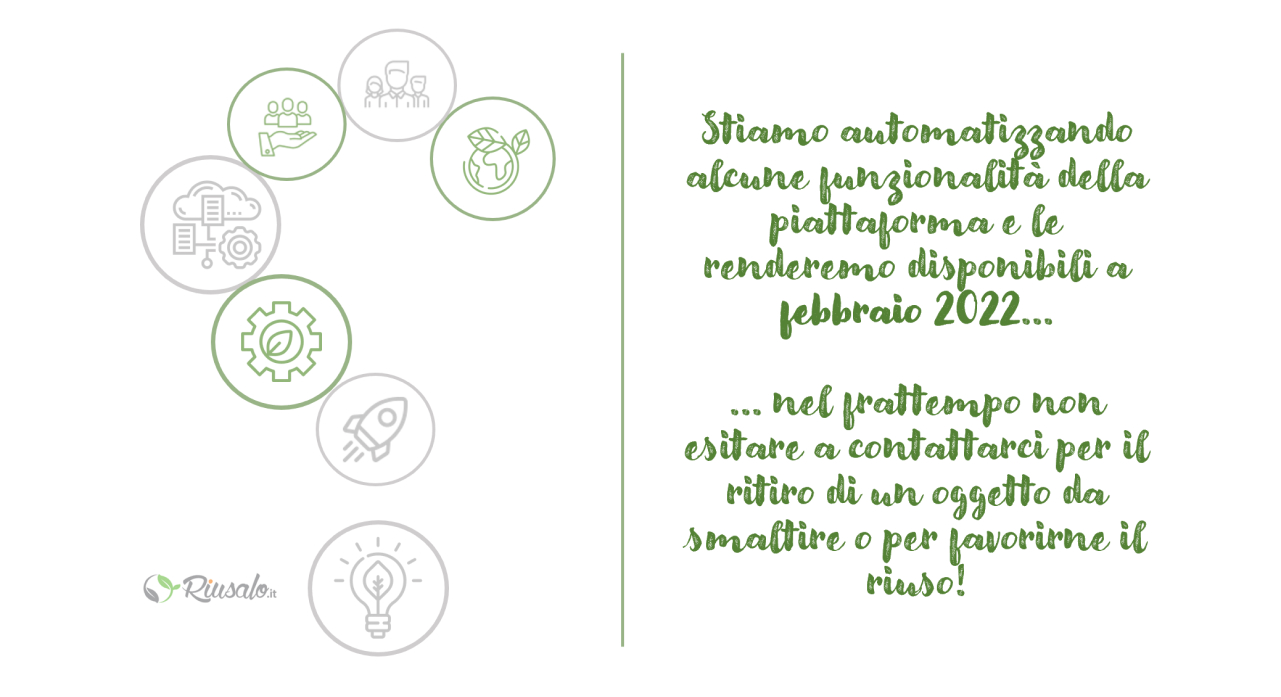 Stiamo automatizzando
alcune funzionalità della
piattaforma e le
renderemo disponibili a
febbraio 2022...
... nel frattempo non
esitare a contattarci per il
ritiro di un oggetto da
smaltire o per favorirne il
riuso!
Riusalo.it